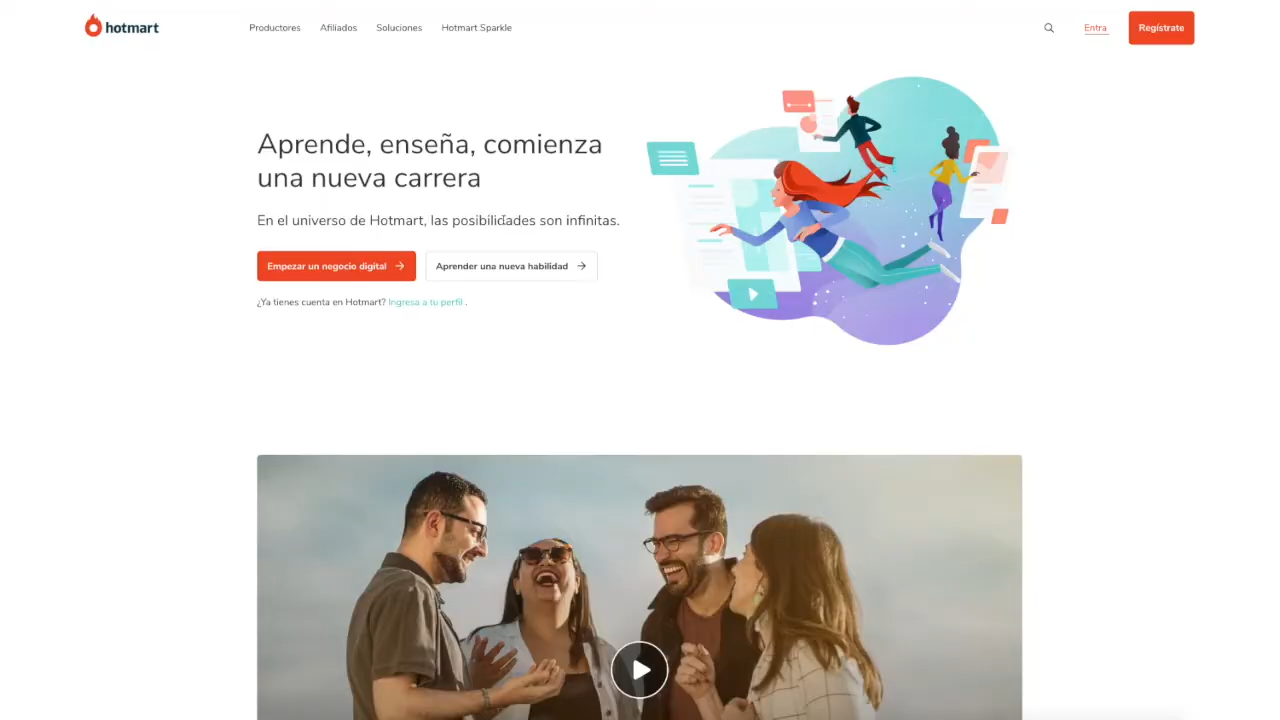 hotmart
Productores Afiliados Soluciones Hotmart Sparkle
Entra Regístrate
Aprende, enseña, comienza
una nueva carrera
En el universo de Hotmart, las posibilidades son infinitas.
Empezar un negocio digital → Aprender una nueva habilidad →
¿Ya tienes cuenta en Hotmart? Ingresa a tu perfil .